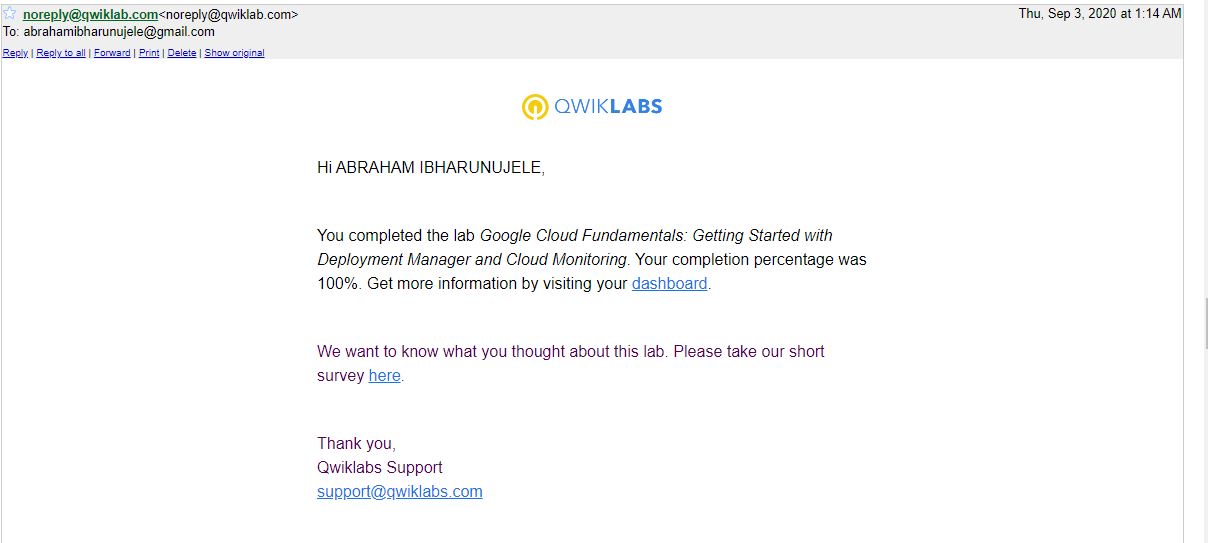 noreply@qwiklab.com<noreply@qwiklab.com> Thu, Sep 3, 2020 at 1:14 AM
To: abrahamibharunujele@gmail.com
Reply | Reply to all | Forward | Print | Delete | Show original
QWIKLABS
Hi ABRAHAM IBHARUNUJELE,
You completed the lab Google Cloud Fundamentals: Getting Started with
Deployment Manager and Cloud Monitoring. Your completion percentage was
100%. Get more information by visiting your dashboard.
We want to know what you thought about this lab. Please take our short
survey here.
Thank you,
Qwiklabs Support
support@qwiklabs.com